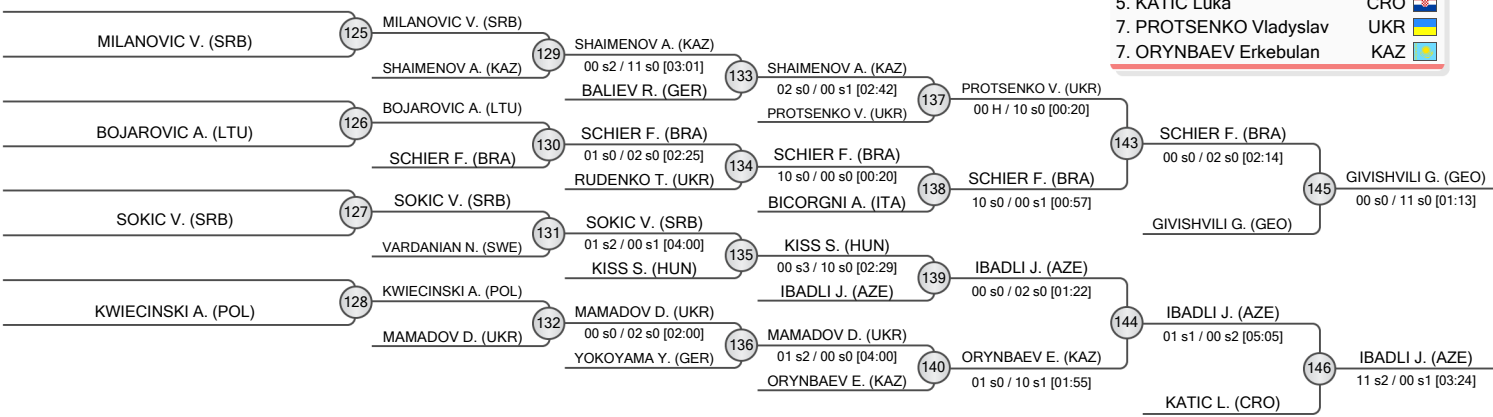 5. KATIC Luka CRO
7. PROTSENKO Vladyslav UKR
7. ORYNBAEV Erkebulan KAZ
MILANOVIC V. (SRB)
BOJAROVIC A. (LTU)
SOKIC V. (SRB)
KWIECINSKI A. (POL)
125
126
127
128
MILANOVIC V. (SRB)
SHAIMENOV A. (KAZ)
BOJAROVIC A. (LTU)
SCHIER F. (BRA)
SOKIC V. (SRB)
VARDANIAN N. (SWE)
KWIECINSKI A. (POL)
MAMADOV D. (UKR)
129
130
131
132
SHAIMENOV A. (KAZ)
00 s2 / 11 s0 [03:01]
BALIEV R. (GER)
SCHIER F. (BRA)
01 s0 / 02 s0 [02:25]
RUDENKO T. (UKR)
SOKIC V. (SRB)
01 s2 / 00 s1 [04:00]
KISS S. (HUN)
MAMADOV D. (UKR)
00 s0 / 02 s0 [02:00]
YOKOYAMA Y. (GER)
133
134
135
136
SHAIMENOV A. (KAZ)
02 s0 / 00 s1 [02:42]
PROTSENKO V. (UKR)
SCHIER F. (BRA)
10 s0 / 00 s0 [00:20]
BICORGNI A. (ITA)
KISS S. (HUN)
00 s3 / 10 s0 [02:29]
IBADLI J. (AZE)
MAMADOV D. (UKR)
01 s2 / 00 s0 [04:00]
ORYNBAEV E. (KAZ)
137
138
139
140
PROTSENKO V. (UKR)
00 H / 10 s0 [00:20]
SCHIER F. (BRA)
10 s0 / 00 s1 [00:57]
IBADLI J. (AZE)
00 s0 / 02 s0 [01:22]
ORYNBAEV E. (KAZ)
01 s0 / 10 s1 [01:55]
143
144
SCHIER F. (BRA)
00 s0 / 02 s0 [02:14]
GIVISHVILI G. (GEO)
IBADLI J. (AZE)
01 s1 / 00 s2 [05:05]
KATIC L. (CRO)
145
146
GIVISHVILI G. (GEO)
00 s0 / 11 s0 [01:13]
IBADLI J. (AZE)
11 s2 / 00 s1 [03:24]